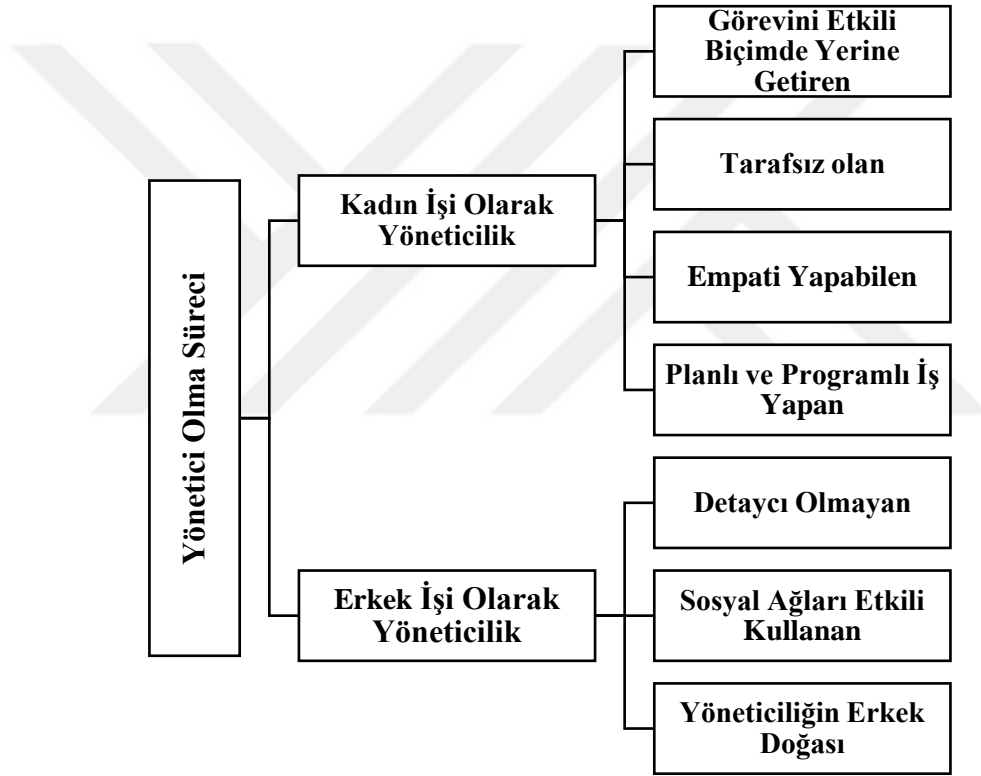 Yönetici Olma Süreci
Kadın İşi Olarak
Yöneticilik
Görevini Etkili
Biçimde Yerine
Getiren
Tarafsız olan
Empati Yapabilen
Planlı ve Programlı İş
Yapan
Erkek İşi Olarak
Yöneticilik
Detaycı Olmayan
Sosyal Ağları Etkili
Kullanan
Yöneticiliğin Erkek
Doğası